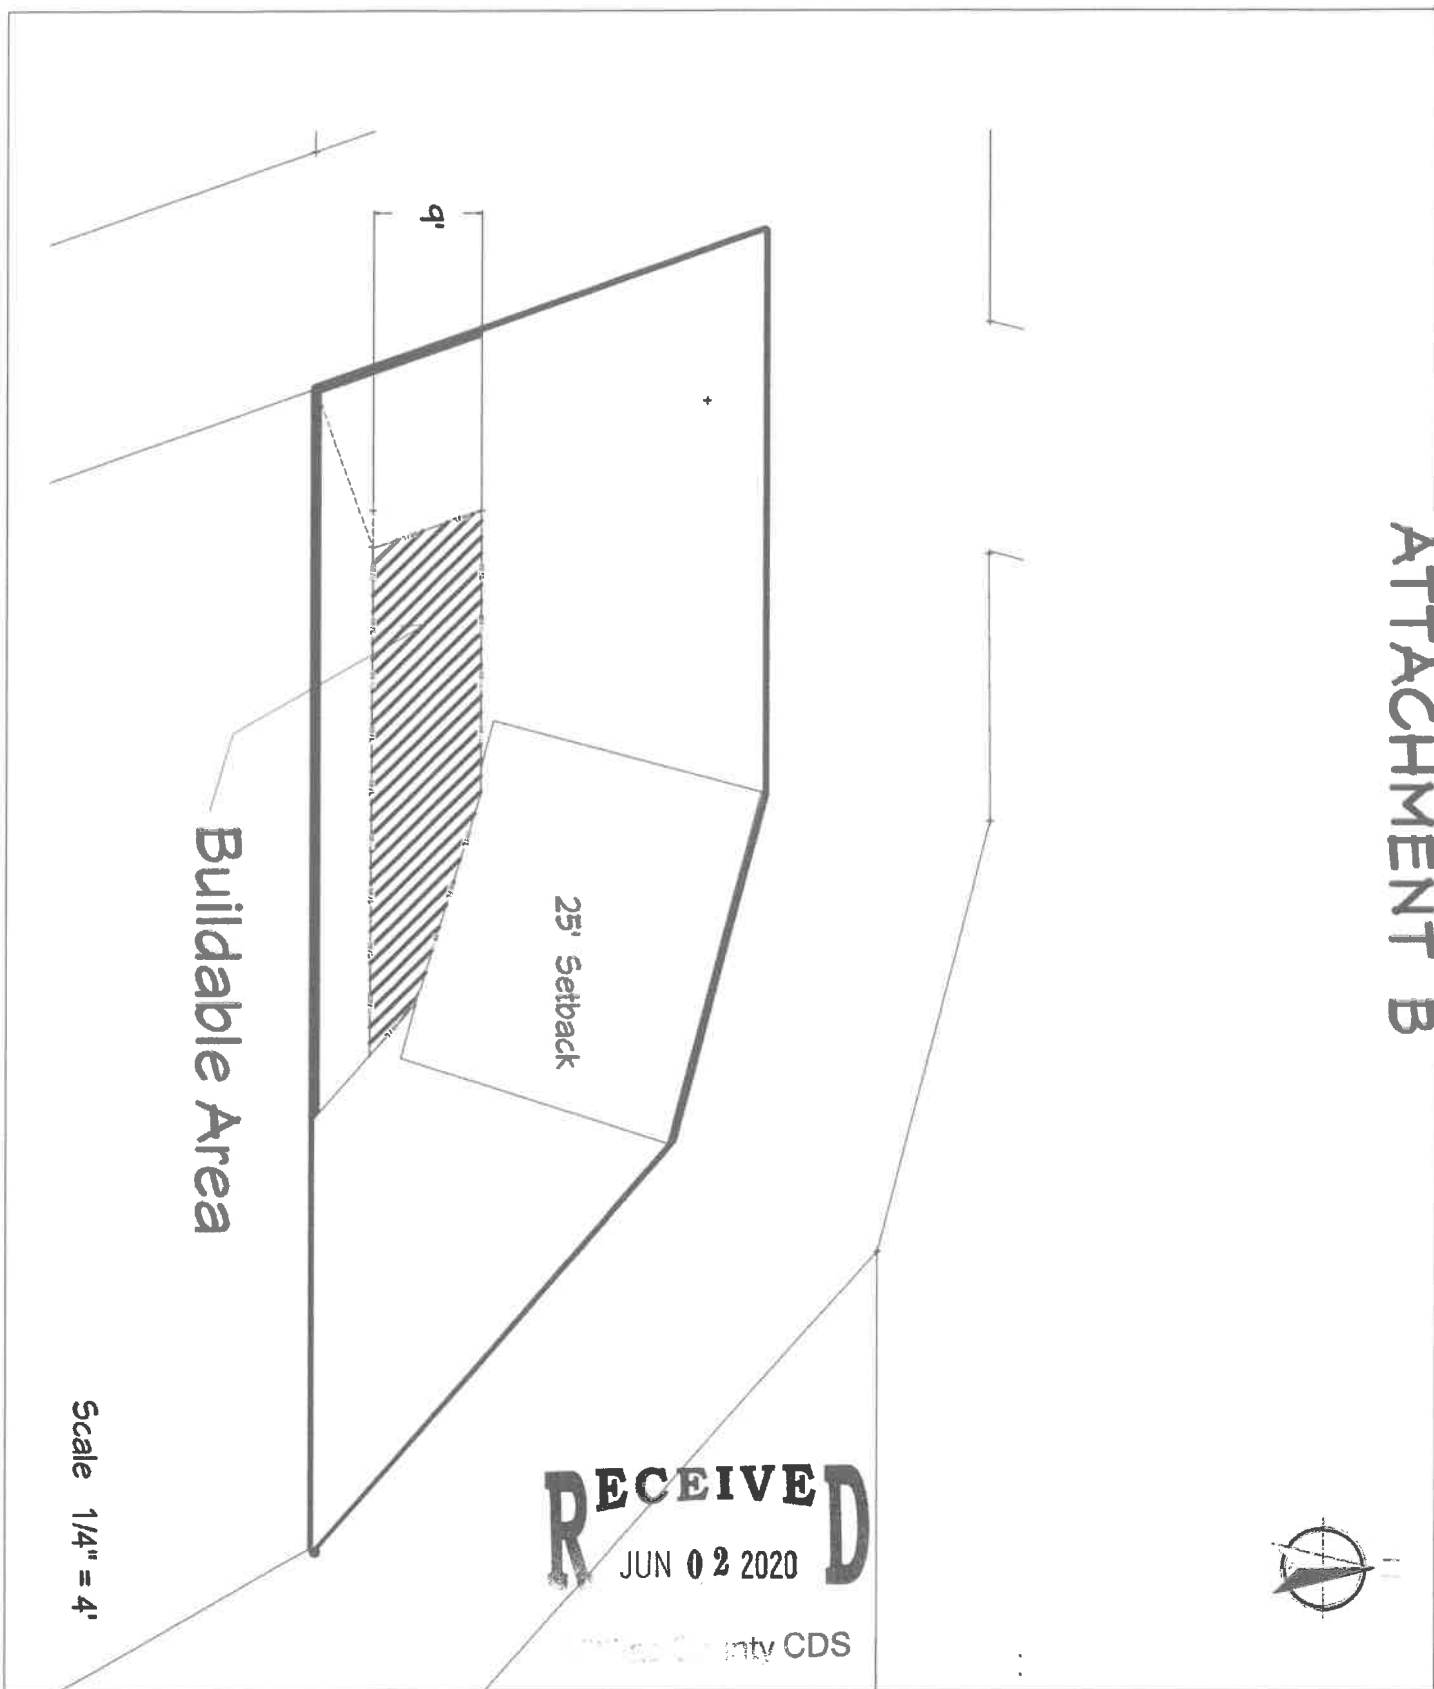 ATTACHMENT B
9'
25' Setback
Buildable Area
Scale 1/4" = 4'
RECEIVED
JUN 02 2020
CDS